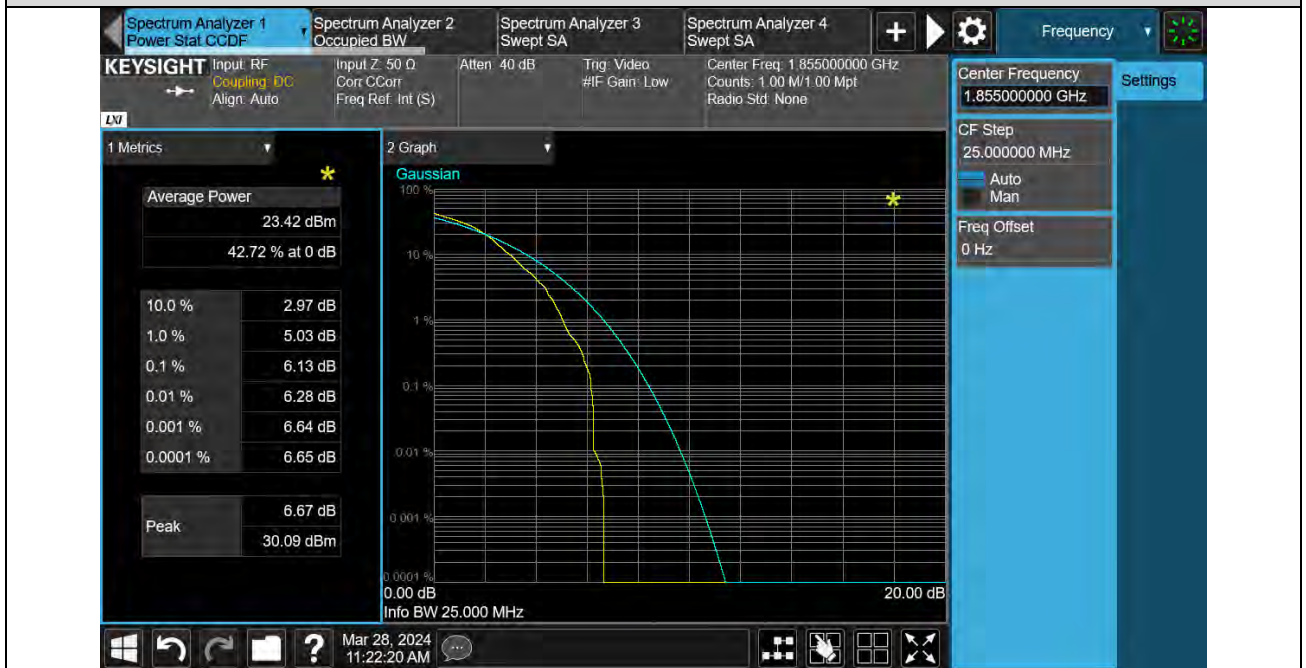 Spectrum Analyzer 1
Power Stat CCDF
Spectrum Analyzer 2
Occupied BW
Spectrum Analyzer 3
Swept SA
Spectrum Analyzer 4
Swept SA
+
Frequency
KEYSIGHT
LXI
Input: RF
Coupling: DC
Align: Auto
Input Z: 50 Ω
Corr CCorr
Freq Ref: Int (S)
Atten: 40 dB
Trig: Video
#IF Gain: Low
Center Freq: 1.855000000 GHz
Counts: 1.00 M/1.00 Mpt
Radio Std: None
Center Frequency
1.855000000 GHz
Settings
CF Step
25.000000 MHz
Auto
Man
Freq Offset
0 Hz
1 Metrics
*
Average Power
23.42 dBm
42.72 % at 0 dB
10.0 % 2.97 dB
1.0 % 5.03 dB
0.1 % 6.13 dB
0.01 % 6.28 dB
0.001 % 6.64 dB
0.0001 % 6.65 dB
Peak
6.67 dB
30.09 dBm
2 Graph
Gaussian
*
100 %
10 %
1 %
0.1 %
0.01 %
0.001 %
0.0001 %
0.00 dB 20.00 dB
Info BW 25.000 MHz
?
Mar 28, 2024
11:22:20 AM